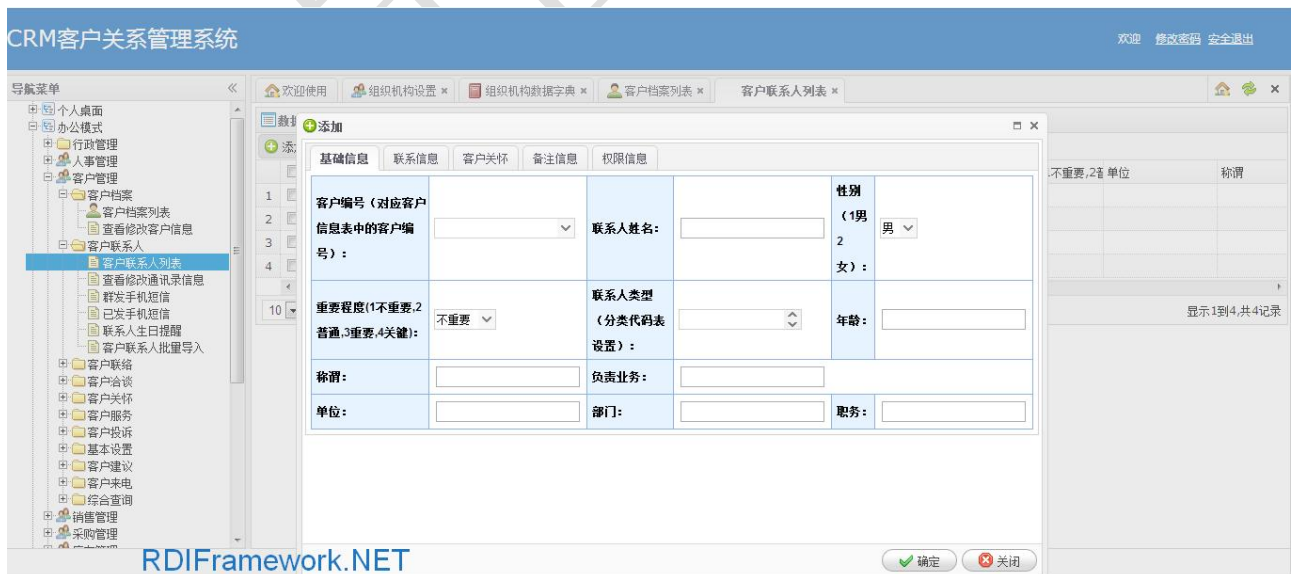 CRM客户关系管理系统
欢迎 修改密码 安全退出
导航菜单
欢迎使用 组织机构设置 组织机构数据字典 客户档案列表 客户联系人列表
个人桌面
办公模式
行政管理
人事管理
客户管理
客户档案
客户档案列表
查看修改客户信息
客户联系人
客户联系人列表
查看修改通讯录信息
群发手机短信
已发手机短信
联系人生日提醒
客户联系人批量导入
客户联络
客户洽谈
客户关怀
客户服务
客户投诉
基本设置
客户建议
客户来电
综合查询
销售管理
采购管理
数据
添加
1
2
3
4
10
不重要,2普 单位 称谓
显示1到4,共4记录
添加
基础信息 联系信息 客户关怀 备注信息 权限信息
客户编号（对应客户
信息表中的客户编
号）：
联系人姓名：
性别
（1男
2
女）：
男
重要程度(1不重要,2
普通,3重要,4关键):
不重要
联系人类型
（分类代码表
设置）：
年龄：
称谓：
负责业务：
单位：
部门：
职务：
确定 关闭
RDIFramework.NET